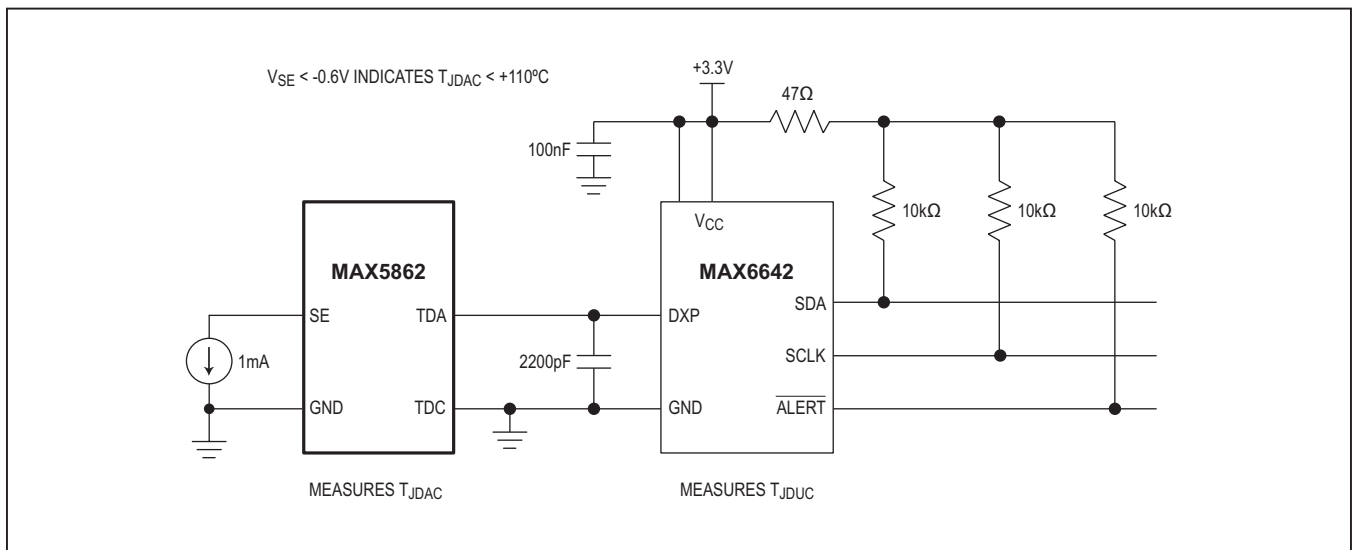 V_SE < -0.6V INDICATES T_JDAC < +110ºC
+3.3V
47Ω
100nF
10kΩ
10kΩ
10kΩ
V_CC
MAX5862
MAX6642
SE
TDA
DXP
SDA
1mA
2200pF
SCLK
GND
TDC
GND
ALERT
MEASURES T_JDAC
MEASURES T_JDUC